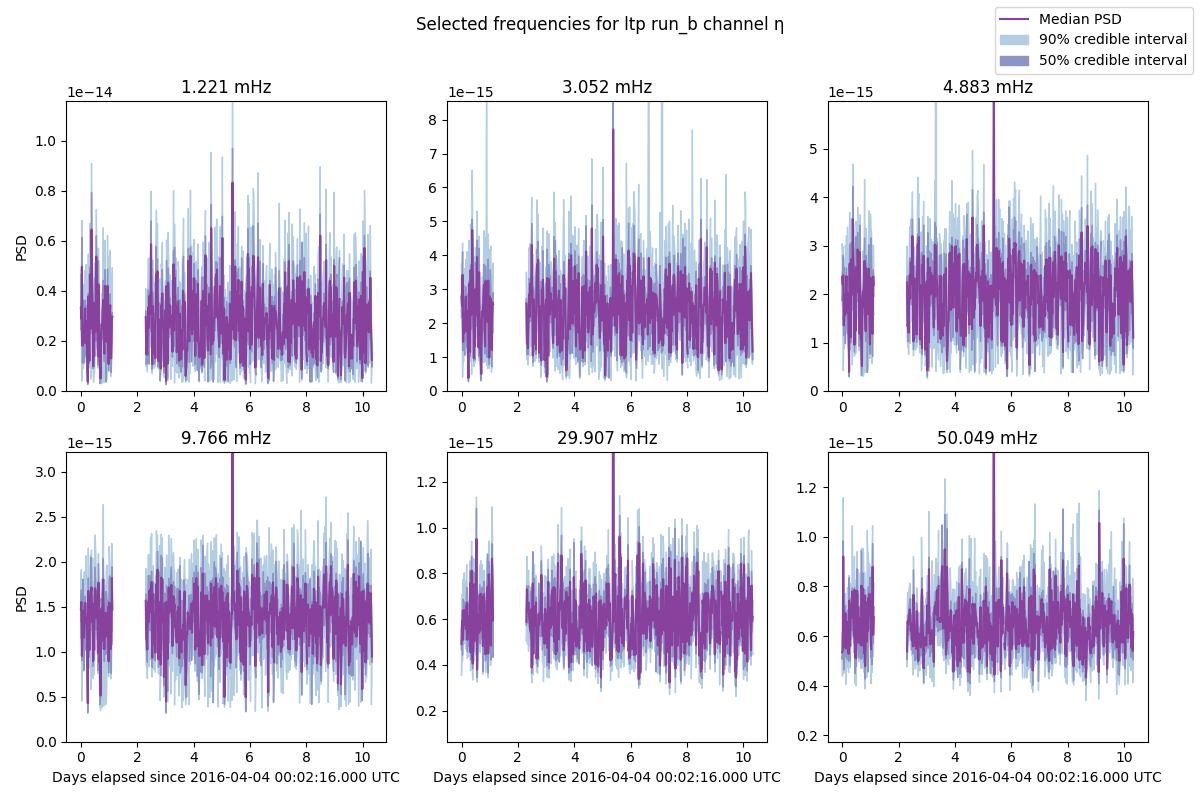 Selected frequencies for ltp run_b channel η
Median PSD
90% credible interval
50% credible interval
1.221 mHz
3.052 mHz
4.883 mHz
1e−14
1e−15
1e−15
PSD
1.0
0.8
0.6
0.4
0.2
0.0
0 2 4 6 8 10
8
7
6
5
4
3
2
1
0
0 2 4 6 8 10
5
4
3
2
1
0
0 2 4 6 8 10
9.766 mHz
29.907 mHz
50.049 mHz
1e−15
1e−15
1e−15
PSD
3.0
2.5
2.0
1.5
1.0
0.5
0.0
0 2 4 6 8 10
1.2
1.0
0.8
0.6
0.4
0.2
0 2 4 6 8 10
1.2
1.0
0.8
0.6
0.4
0.2
0 2 4 6 8 10
Days elapsed since 2016-04-04 00:02:16.000 UTC
Days elapsed since 2016-04-04 00:02:16.000 UTC
Days elapsed since 2016-04-04 00:02:16.000 UTC